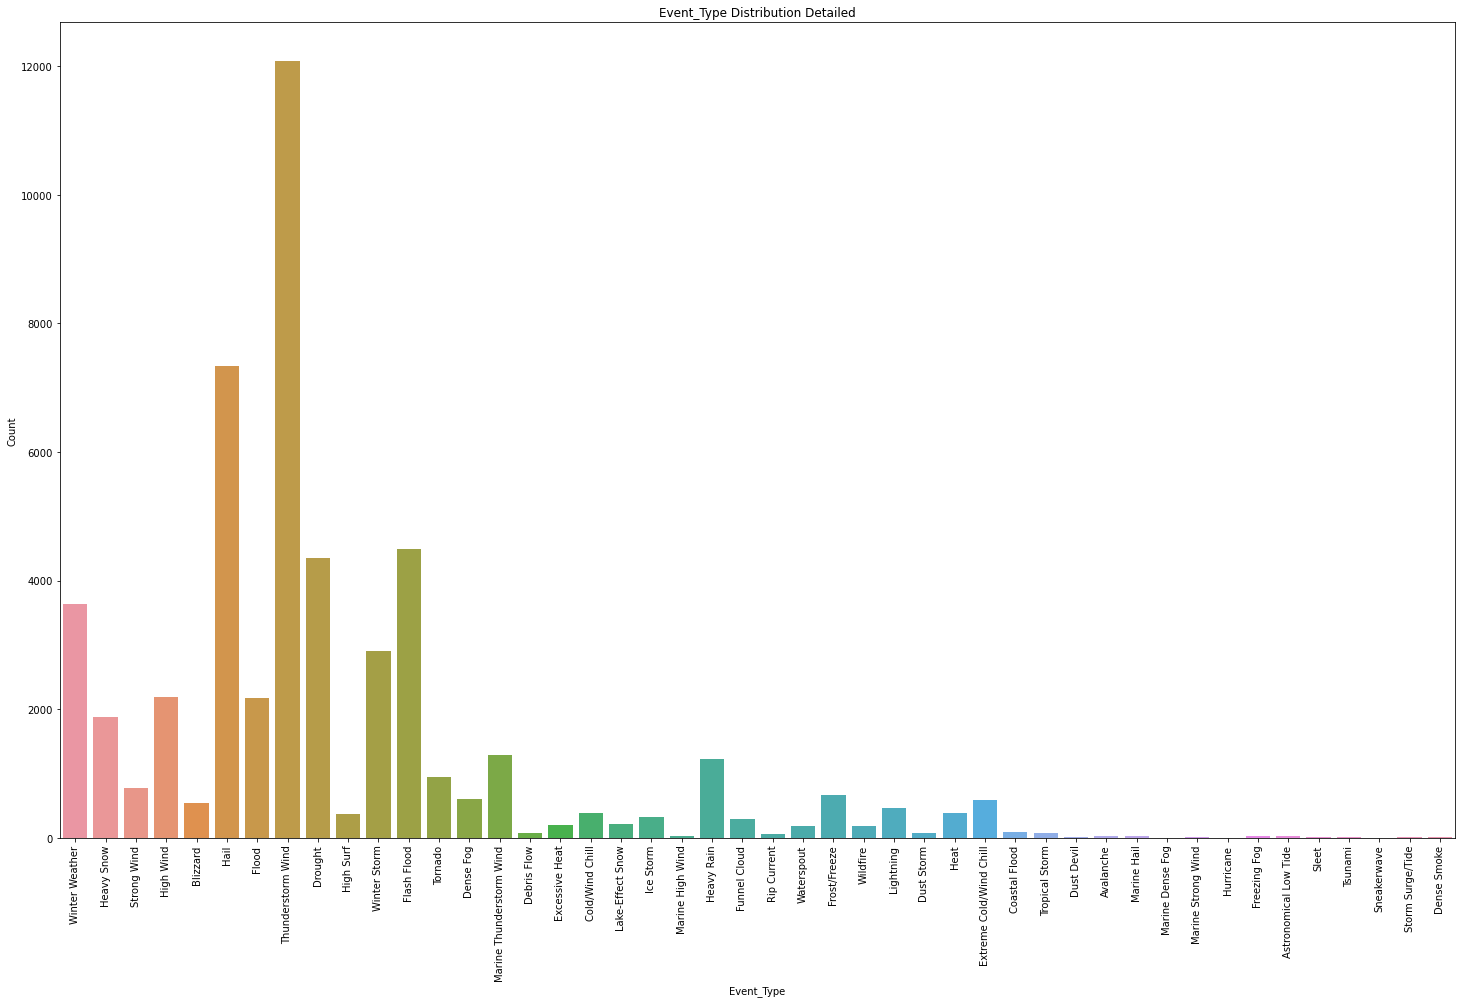 Event_Type Distribution Detailed
12000
10000
8000
6000
4000
2000
0
Count
Winter Weather
Heavy Snow
Strong Wind
High Wind
Blizzard
Hail
Flood
Thunderstorm Wind
Drought
High Surf
Winter Storm
Flash Flood
Tornado
Dense Fog
Marine Thunderstorm Wind
Debris Flow
Excessive Heat
Cold/Wind Chill
Lake-Effect Snow
Ice Storm
Marine High Wind
Heavy Rain
Funnel Cloud
Rip Current
Waterspout
Frost/Freeze
Wildfire
Lightning
Dust Storm
Heat
Extreme Cold/Wind Chill
Coastal Flood
Tropical Storm
Dust Devil
Avalanche
Marine Hail
Marine Dense Fog
Marine Strong Wind
Hurricane
Freezing Fog
Astronomical Low Tide
Sleet
Tsunami
Sneakerwave
Storm Surge/Tide
Dense Smoke
Event_Type